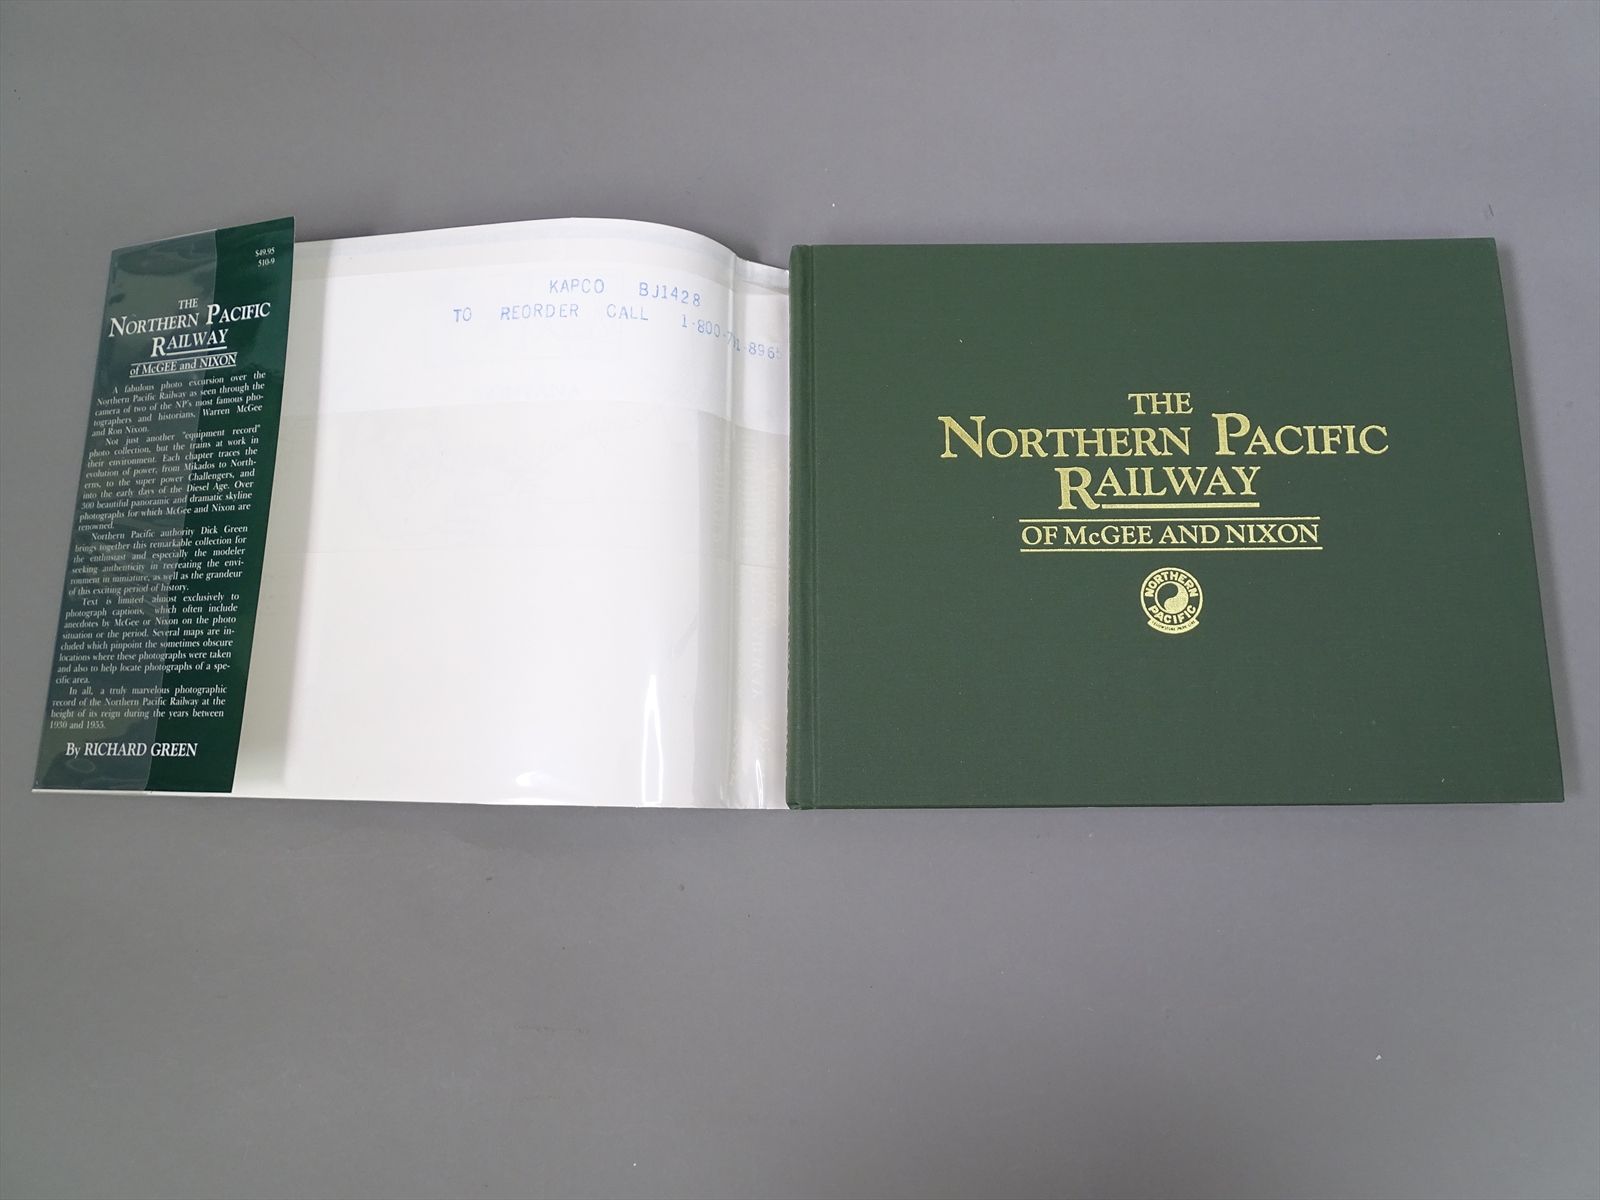 $49.95
510-9
THE
NORTHERN PACIFIC
RAILWAY
of McGEE and NIXON
A fabulous photo excursion over the
Northern Pacific Railway as seen through the
camera of two of the NP's most famous pho-
tographers and historians, Warren McGee
and Ron Nixon.
Not just another "equipment record"
photo collection, but the trains at work in
their environment. Each chapter traces the
evolution of power, from Mikados to North-
erns, to the super power Challengers, and
into the early days of the Diesel Age. Over
300 beautiful panoramic and dramatic skyline
photographs for which McGee and Nixon are
renowned.
Northern Pacific authority Dick Green
brings together this remarkable collection for
the enthusiast and especially the modeler
seeking authenticity in recreating the envi-
ronment in miniature, as well as the grandeur
of this exciting period of history.
Text is limited almost exclusively to
photograph captions, which often include
anecdotes by McGee or Nixon on the photo
situation or the period. Several maps are in-
cluded which pinpoint the sometimes obscure
locations where these photographs were taken
and also to help locate photographs of a spe-
cific area.
In all, a truly marvelous photographic
record of the Northern Pacific Railway at the
height of its reign during the years between
1930 and 1955.
By RICHARD GREEN
KAPCO BJ1428
TO REORDER CALL 1-800-
THE
NORTHERN PACIFIC
RAILWAY
OF McGEE AND NIXON
NORTHERN
PACIFIC
YELLOWSTONE PARK LINE